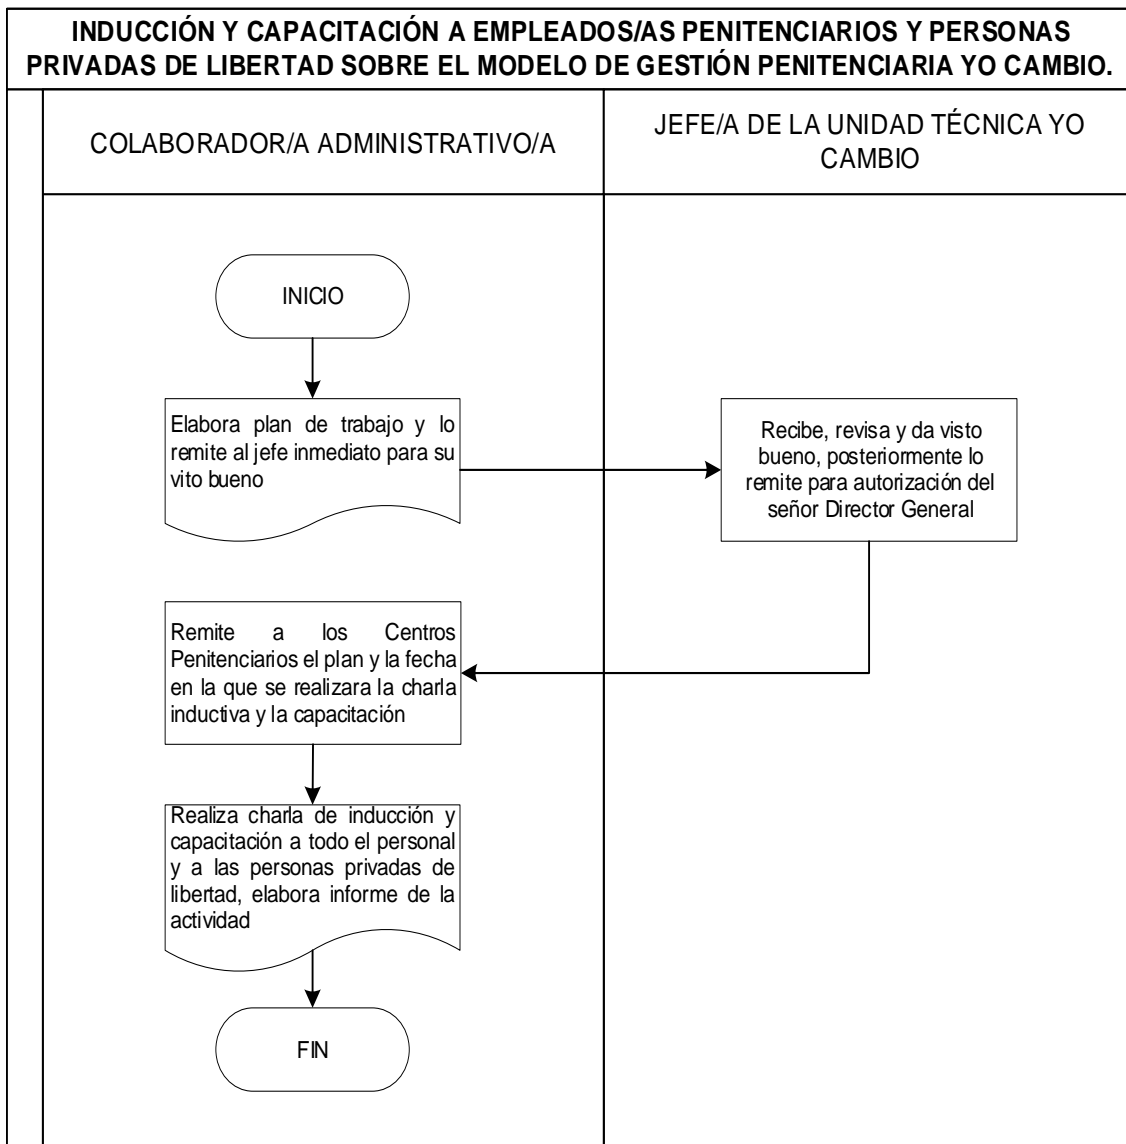 INDUCCIÓN Y CAPACITACIÓN A EMPLEADOS/AS PENITENCIARIOS Y PERSONAS
PRIVADAS DE LIBERTAD SOBRE EL MODELO DE GESTIÓN PENITENCIARIA YO CAMBIO.
COLABORADOR/A ADMINISTRATIVO/A
JEFE/A DE LA UNIDAD TÉCNICA YO
CAMBIO
INICIO
Elabora plan de trabajo y lo
remite al jefe inmediato para su
vito bueno
Recibe, revisa y da visto
bueno, posteriormente lo
remite para autorización del
señor Director General
Remite a los Centros
Penitenciarios el plan y la fecha
en la que se realizara la charla
inductiva y la capacitación
Realiza charla de inducción y
capacitación a todo el personal
y a las personas privadas de
libertad, elabora informe de la
actividad
FIN